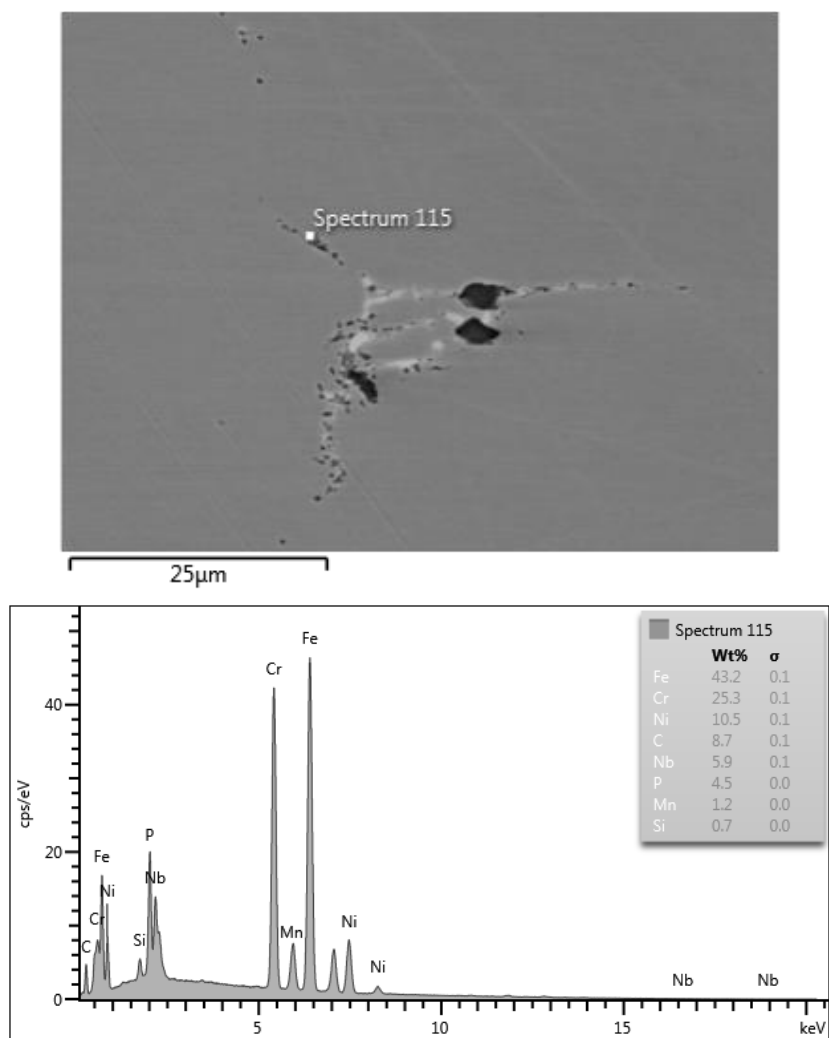 Spectrum 115
25µm
Spectrum 115
Wt% σ
Fe 43.2 0.1
Cr 25.3 0.1
Ni 10.5 0.1
C 8.7 0.1
Nb 5.9 0.1
P 4.5 0.0
Mn 1.2 0.0
Si 0.7 0.0
Fe
Cr
40
cps/eV
P
20
Fe
Nb
Ni
Cr
Ni
C
Si
Mn
Ni
Nb Nb
0
5 10 15 keV